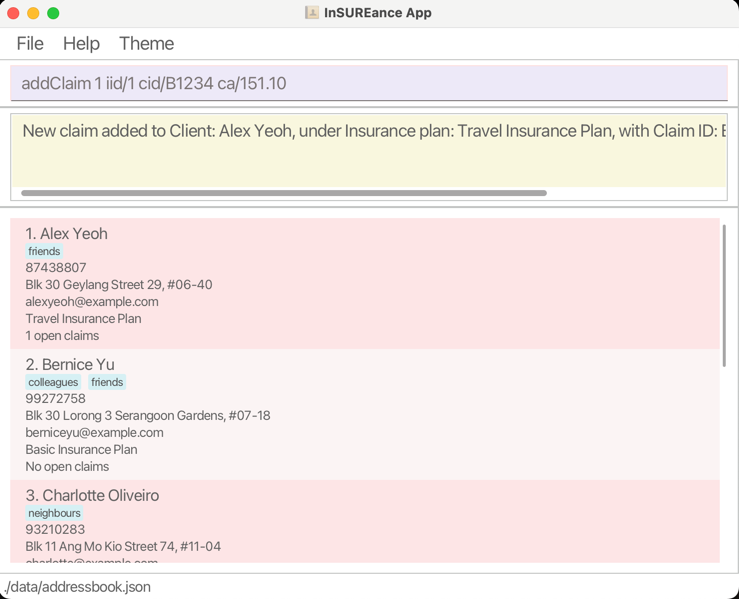 InSUREance App
File Help Theme
addClaim 1 iid/1 cid/B1234 ca/151.10
New claim added to Client: Alex Yeoh, under Insurance plan: Travel Insurance Plan, with Claim ID:
1. Alex Yeoh
friends
87438807
Blk 30 Geylang Street 29, #06-40
alexyeoh@example.com
Travel Insurance Plan
1 open claims
2. Bernice Yu
colleagues friends
99272758
Blk 30 Lorong 3 Serangoon Gardens, #07-18
berniceyu@example.com
Basic Insurance Plan
No open claims
3. Charlotte Oliveiro
neighbours
93210283
Blk 11 Ang Mo Kio Street 74, #11-04
./data/addressbook.json